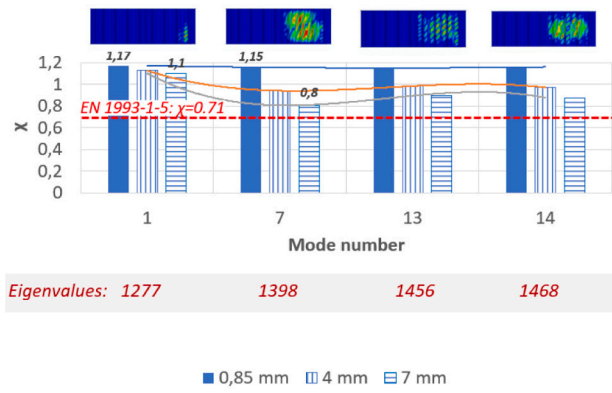 1,2
1
0,8
0,6
0,4
0,2
0
χ
1,17
1,1
1,15
0,8
EN 1993-1-5: χ=0.71
1 7 13 14
Mode number
Eigenvalues: 1277 1398 1456 1468
0,85 mm 4 mm 7 mm